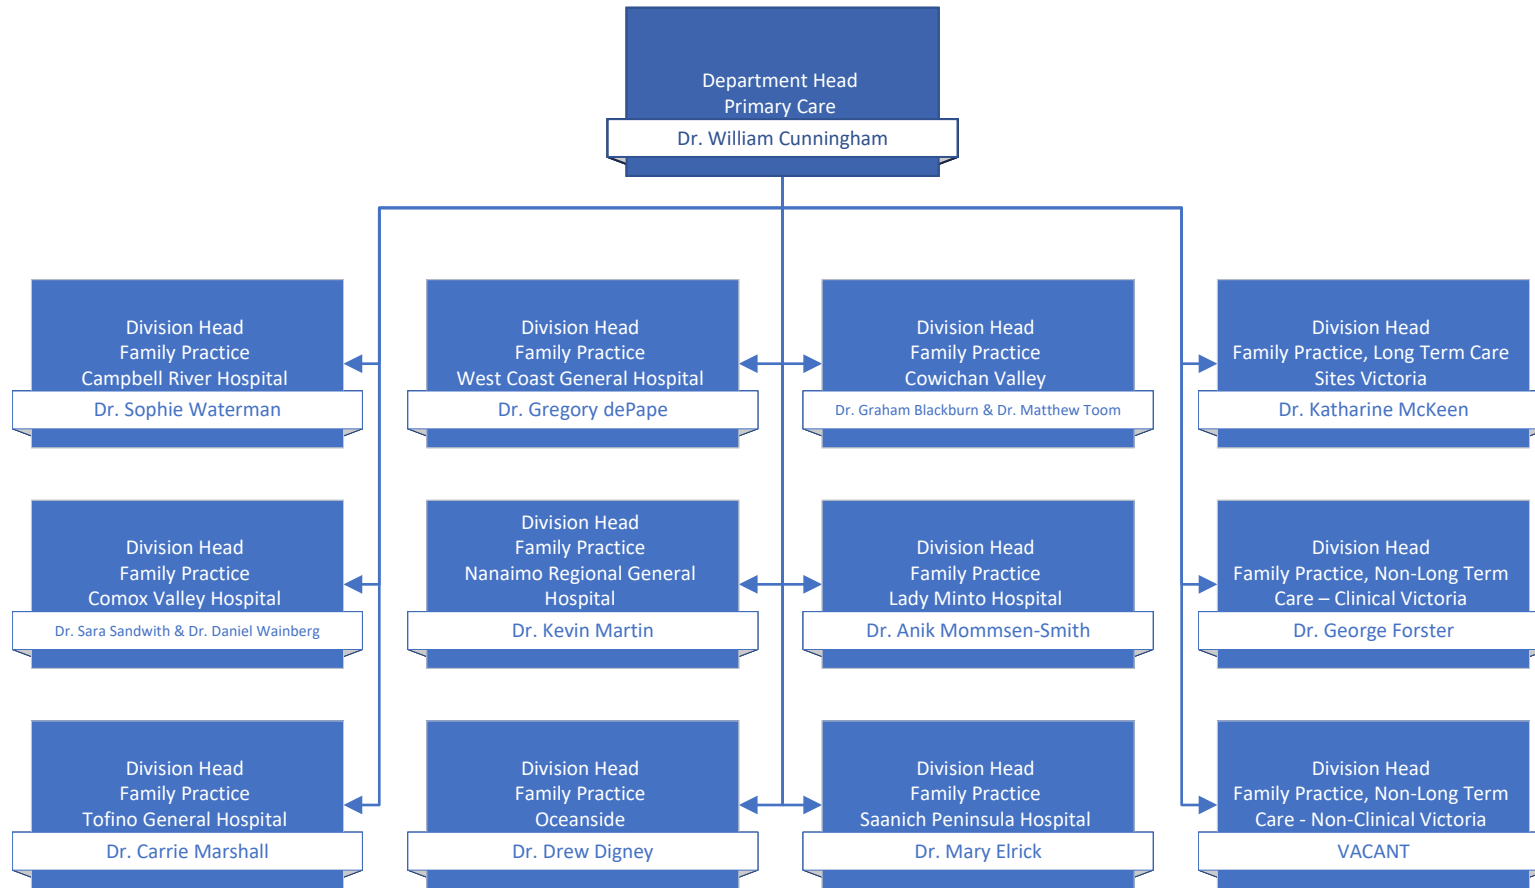 Department Head
Primary Care
Dr. William Cunningham
Division Head
Family Practice
Campbell River Hospital
Dr. Sophie Waterman
Division Head
Family Practice
West Coast General Hospital
Dr. Gregory dePape
Division Head
Family Practice
Cowichan Valley
Dr. Graham Blackburn & Dr. Matthew Toom
Division Head
Family Practice, Long Term Care
Sites Victoria
Dr. Katharine McKeen
Division Head
Family Practice
Comox Valley Hospital
Dr. Sara Sandwith & Dr. Daniel Wainberg
Division Head
Family Practice
Nanaimo Regional General
Hospital
Dr. Kevin Martin
Division Head
Family Practice
Lady Minto Hospital
Dr. Anik Mommsen-Smith
Division Head
Family Practice, Non-Long Term
Care – Clinical Victoria
Dr. George Forster
Division Head
Family Practice
Tofino General Hospital
Dr. Carrie Marshall
Division Head
Family Practice
Oceanside
Dr. Drew Digney
Division Head
Family Practice
Saanich Peninsula Hospital
Dr. Mary Elrick
Division Head
Family Practice, Non-Long Term
Care - Non-Clinical Victoria
VACANT